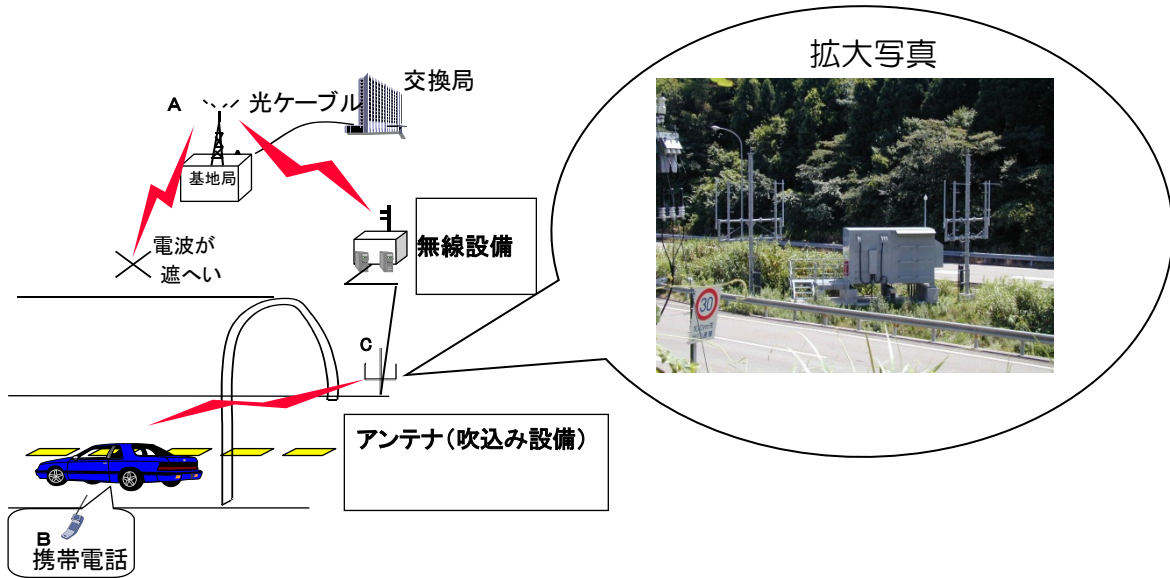 拡大写真
交換局
光ケーブル
A
基地局
電波が
遮へい
無線設備
30
C
アンテナ（吹込み設備）
B
携帯電話